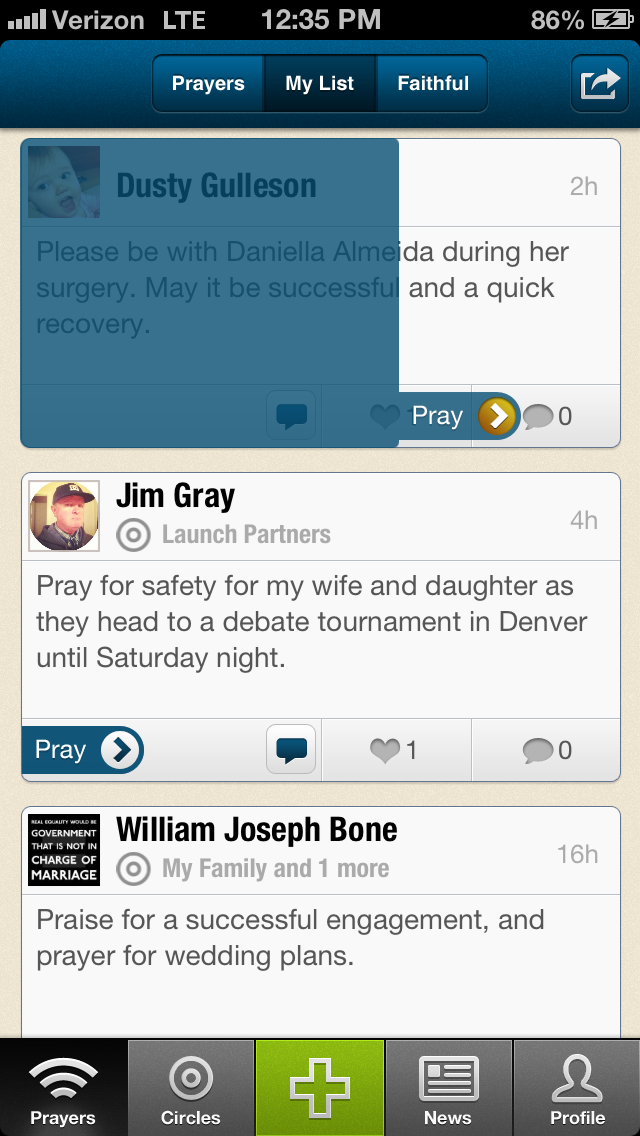 Verizon LTE 12:35 PM 86%
Prayers My List Faithful
Dusty Gulleson 2h
Please be with Daniella Almeida during her
surgery. May it be successful and a quick
recovery.
Pray 0
Jim Gray
Launch Partners 4h
Pray for safety for my wife and daughter as
they head to a debate tournament in Denver
until Saturday night.
Pray 1 0
REAL EQUALITY WOULD BE
GOVERNMENT
THAT IS NOT IN
CHARGE OF
MARRIAGE
William Joseph Bone
My Family and 1 more 16h
Praise for a successful engagement, and
prayer for wedding plans.
Prayers Circles News Profile